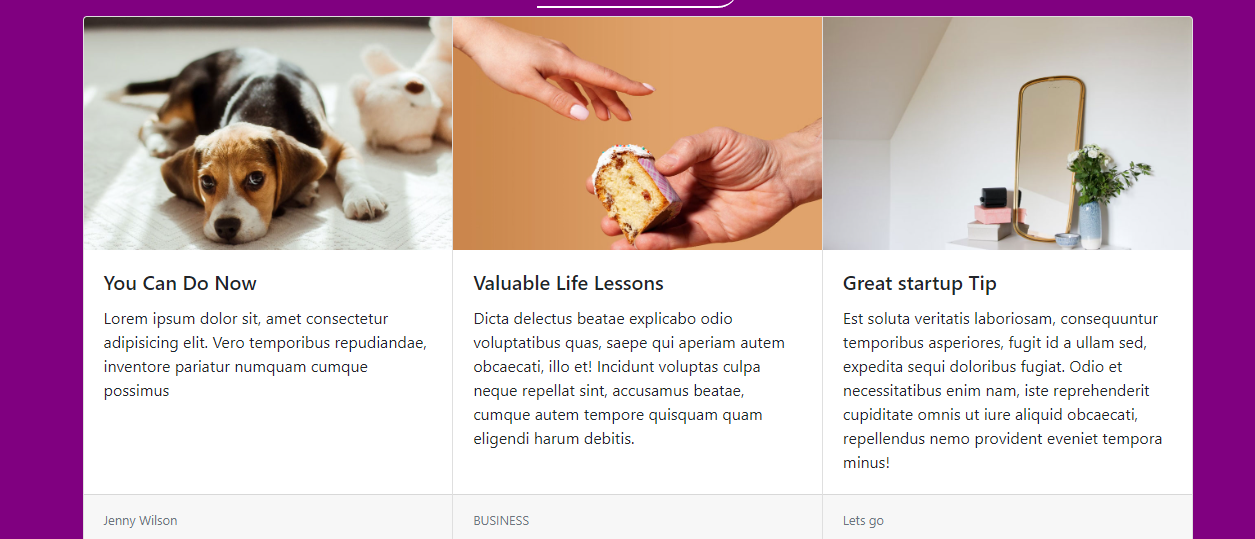 You Can Do Now
Lorem ipsum dolor sit, amet consectetur
adipisicing elit. Vero temporibus repudiandae,
inventore pariatur numquam cumque
possimus
Jenny Wilson
Valuable Life Lessons
Dicta delectus beatae explicabo odio
voluptatibus quas, saepe qui aperiam autem
obcaecati, illo et! Incidunt voluptas culpa
neque repellat sint, accusamus beatae,
cumque autem tempore quisquam quam
eligendi harum debitis.
BUSINESS
Great startup Tip
Est soluta veritatis laboriosam, consequuntur
temporibus asperiores, fugit id a ullam sed,
expedita sequi doloribus fugiat. Odio et
necessitatibus enim nam, iste reprehenderit
cupiditate omnis ut iure aliquid obcaecati,
repellendus nemo provident eveniet tempora
minus!
Lets go